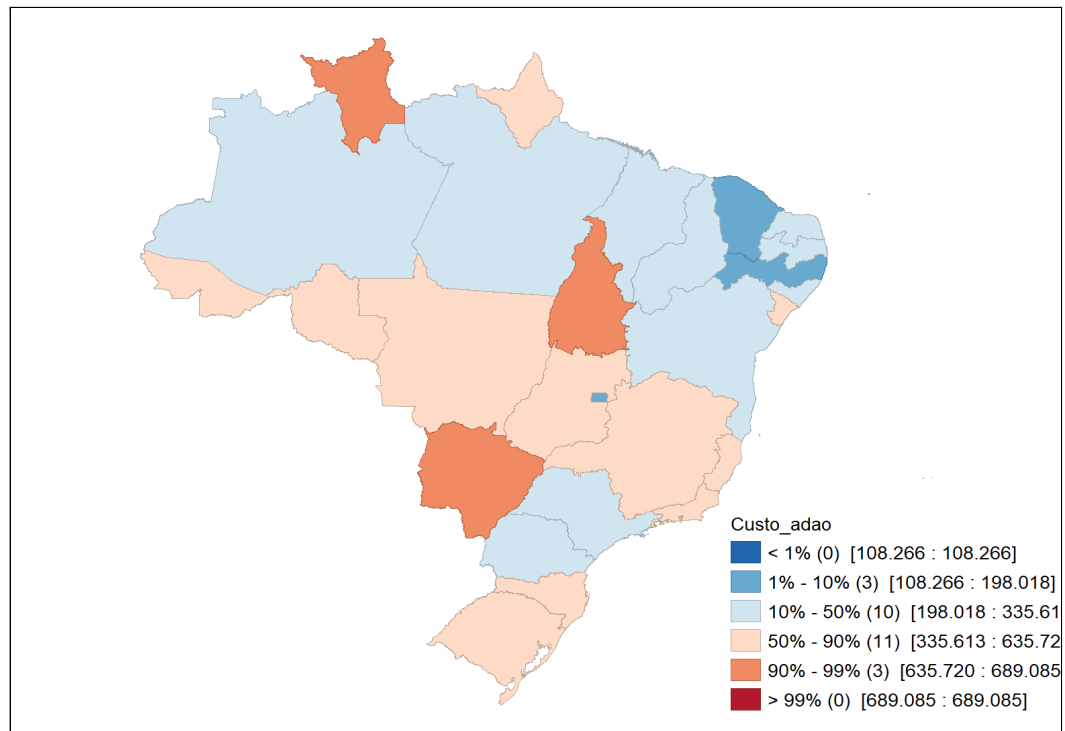 Custo_adao
< 1% (0) [108.266 : 108.266]
1% - 10% (3) [108.266 : 198.018]
10% - 50% (10) [198.018 : 335.61
50% - 90% (11) [335.613 : 635.72
90% - 99% (3) [635.720 : 689.085
> 99% (0) [689.085 : 689.085]